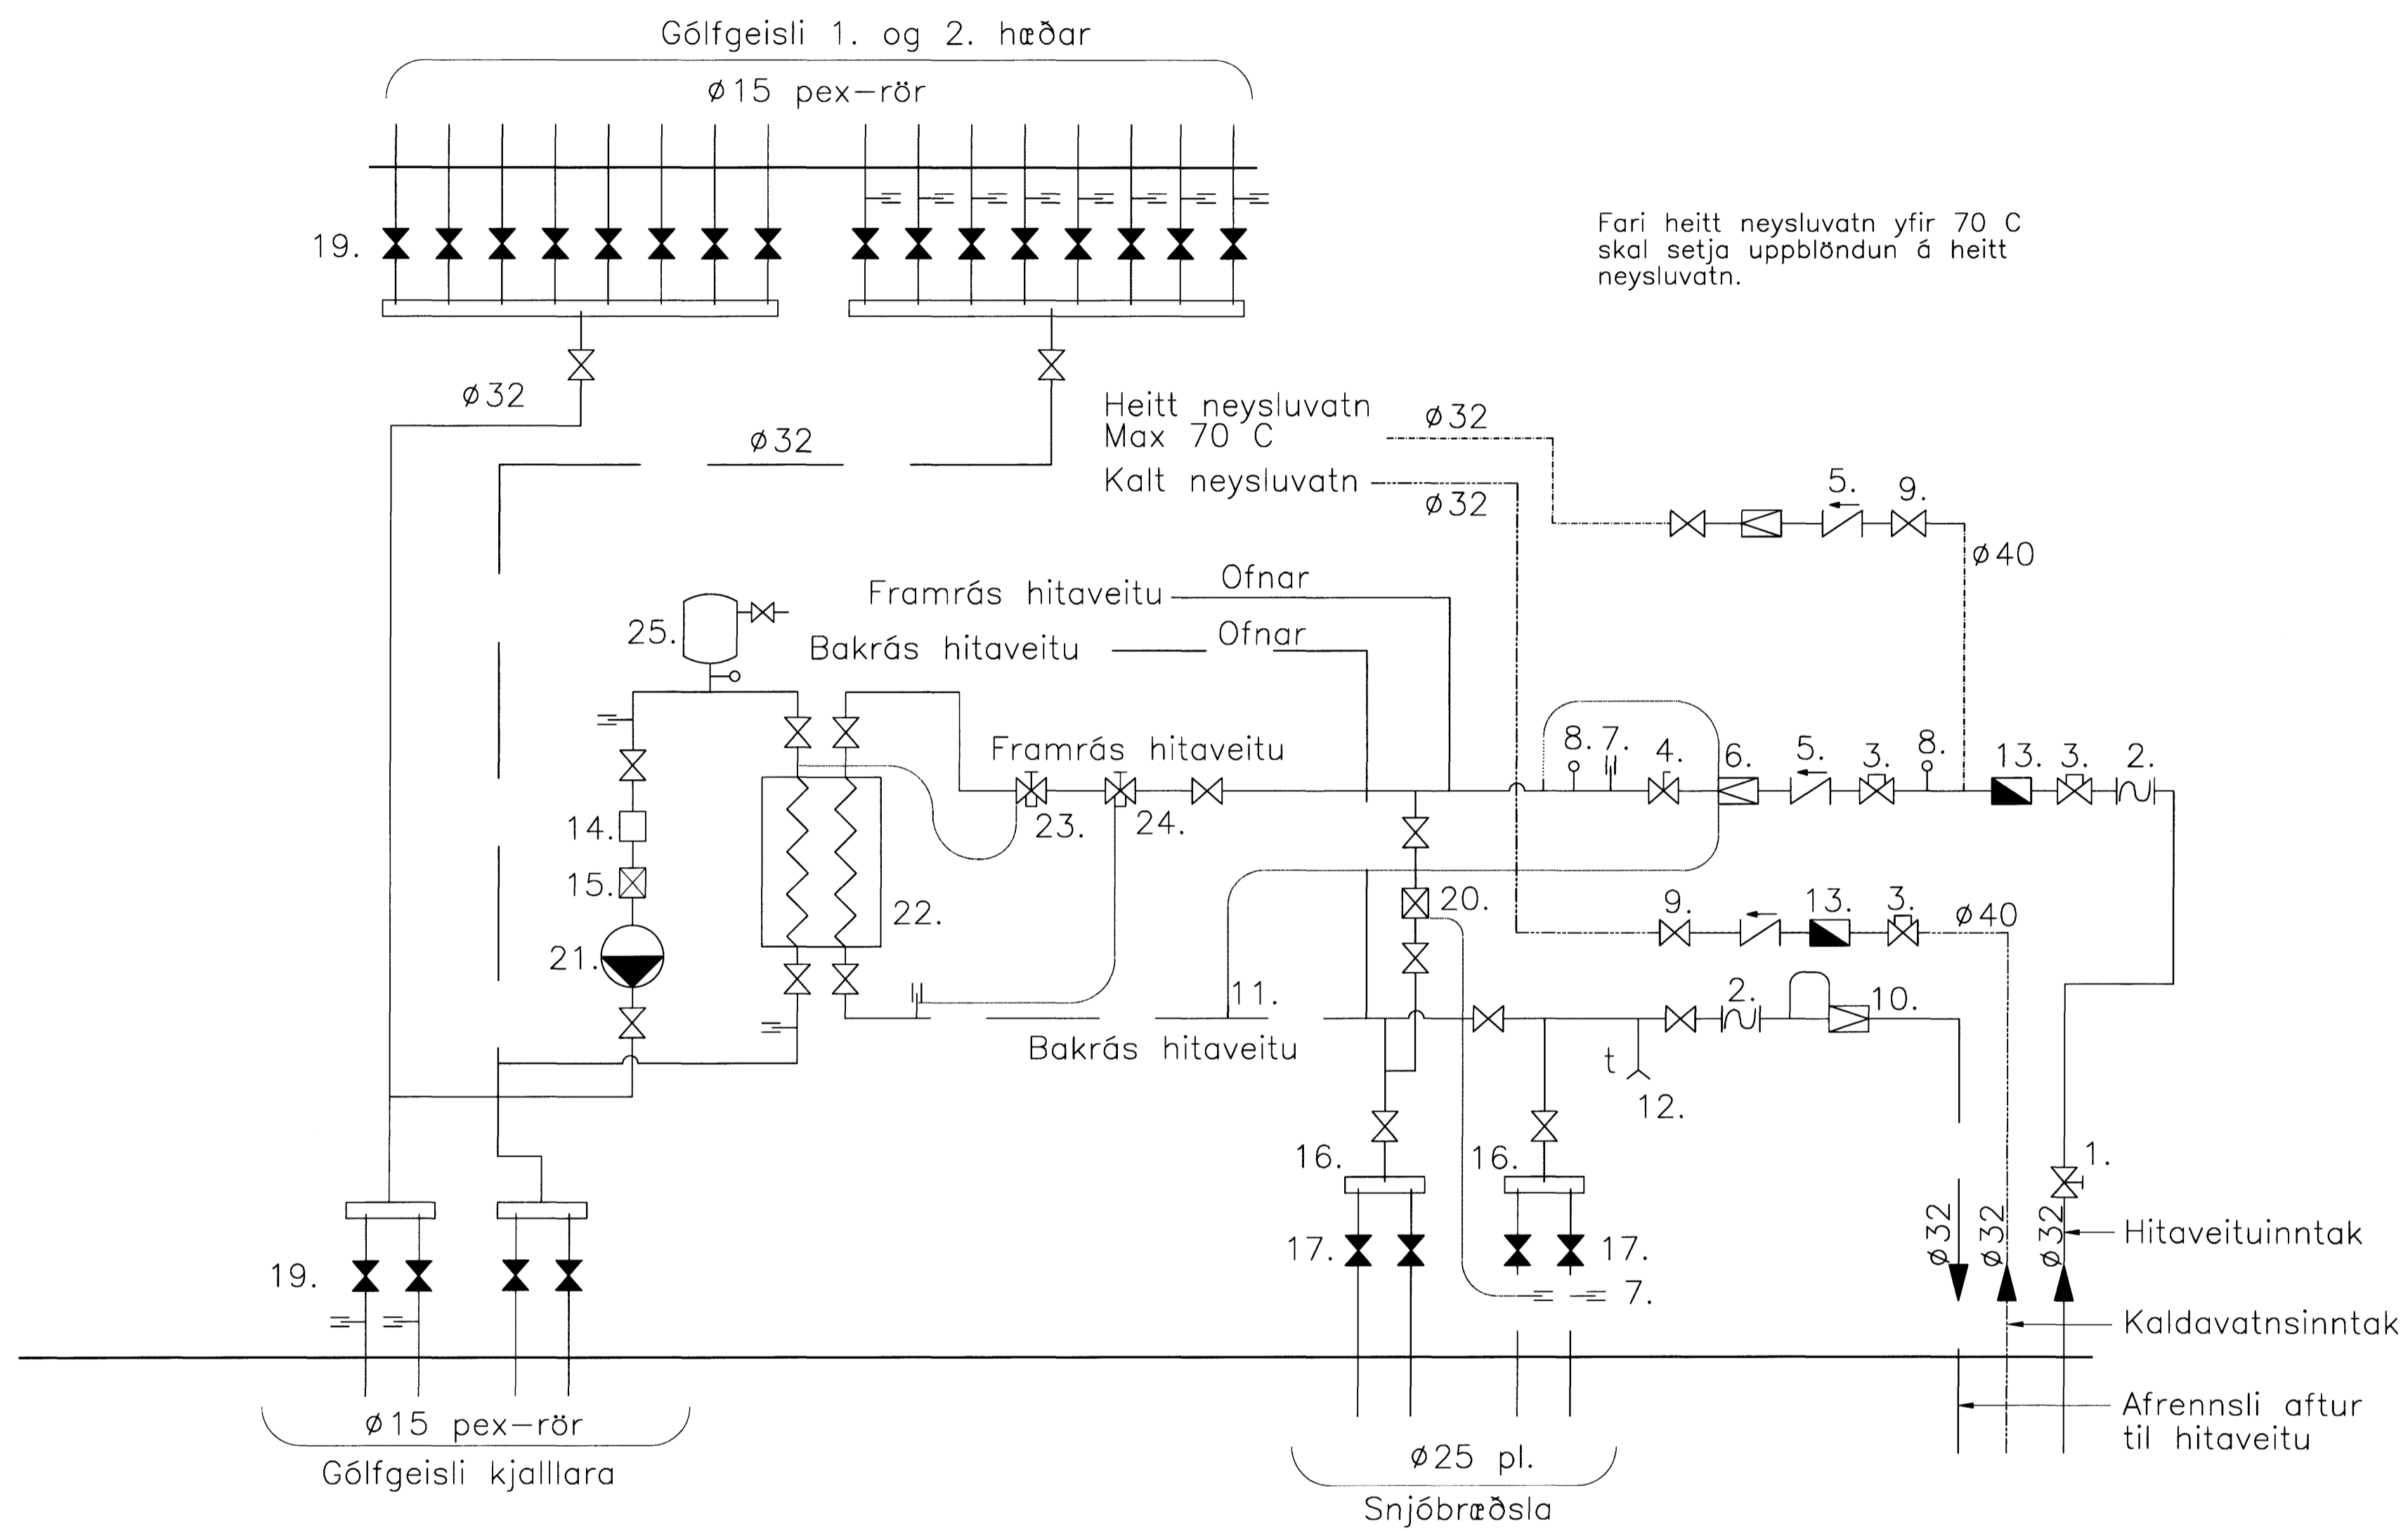 Gólfgeisli 1. og 2. hæðar
ø15 pex-rör
19.
Fari heitt neysluvatn yfir 70 C
skal setja uppblöndun á heitt
neysluvatn.
ø32
ø32
Heitt neysluvatn
Max 70 C
ø32
Kalt neysluvatn
ø32
5.
9.
ø40
Framrás hitaveitu
Ofnar
Bakrás hitaveitu
Ofnar
25.
Framrás hitaveitu
8.
7.
4.
6.
5.
3.
8.
13.
3.
2.
14.
23.
24.
15.
22.
20.
9.
13.
3.
ø40
21.
11.
2.
10.
Bakrás hitaveitu
t
12.
16.
16.
1.
17.
17.
ø32
ø32
ø32
Hitaveituinntak
19.
7.
Kaldavatnsinntak
ø15 pex-rör
Gólfgeisli kjalllara
ø25 pl.
Snjóbræðsla
Afrennsli aftur
til hitaveitu